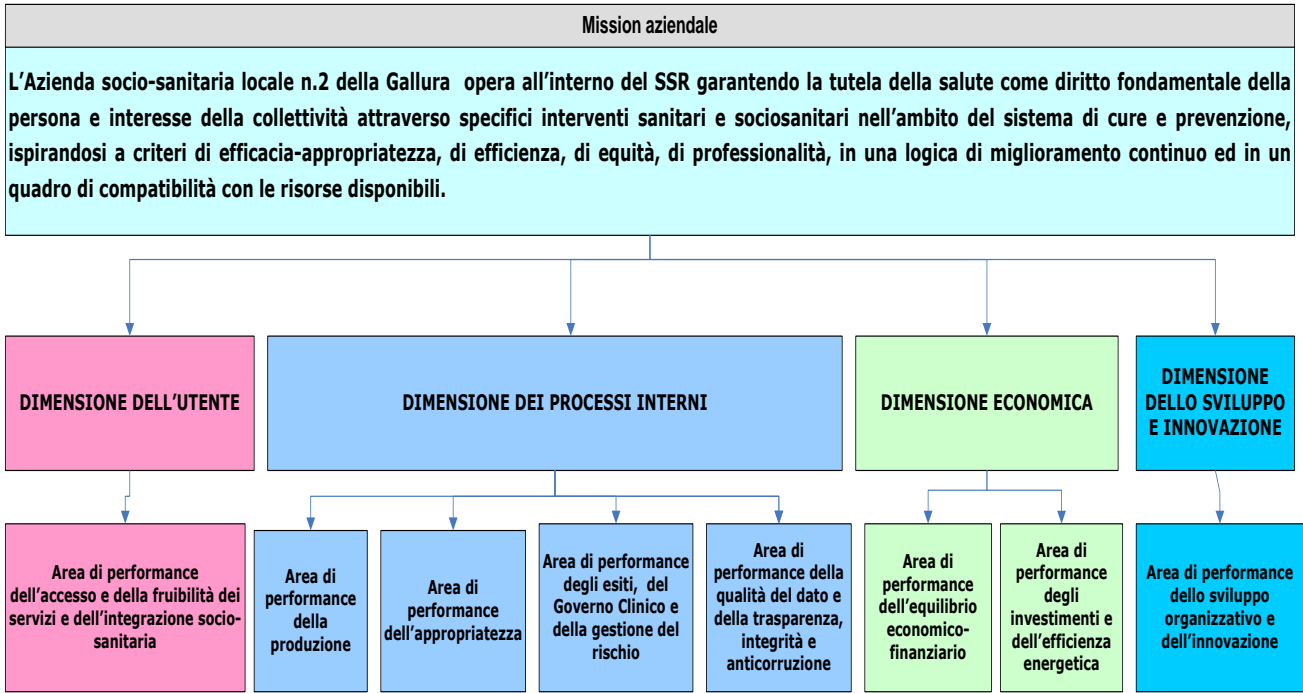 Mission aziendale
L'Azienda socio-sanitaria locale n.2 della Gallura opera all'interno del SSR garantendo la tutela della salute come diritto fondamentale della
persona e interesse della collettività attraverso specifici interventi sanitari e sociosanitari nell'ambito del sistema di cure e prevenzione,
ispirandosi a criteri di efficacia-appropriatezza, di efficienza, di equità, di professionalità, in una logica di miglioramento continuo ed in un
quadro di compatibilità con le risorse disponibili.
DIMENSIONE DELL'UTENTE
DIMENSIONE DEI PROCESSI INTERNI
DIMENSIONE ECONOMICA
DIMENSIONE
DELLO SVILUPPO
E INNOVAZIONE
Area di performance
dell'accesso e della fruibilità dei
servizi e dell'integrazione socio-
sanitaria
Area di
performance
della
produzione
Area di
performance
dell'appropriatezza
Area di performance
degli esiti, del
Governo Clinico e
della gestione del
rischio
Area di
performance della
qualità del dato e
della trasparenza,
integrità e
anticorruzione
Area di
performance
dell'equilibrio
economico-
finanziario
Area di
performance
degli
investimenti e
dell'efficienza
energetica
Area di performance
dello sviluppo
organizzativo e
dell'innovazione